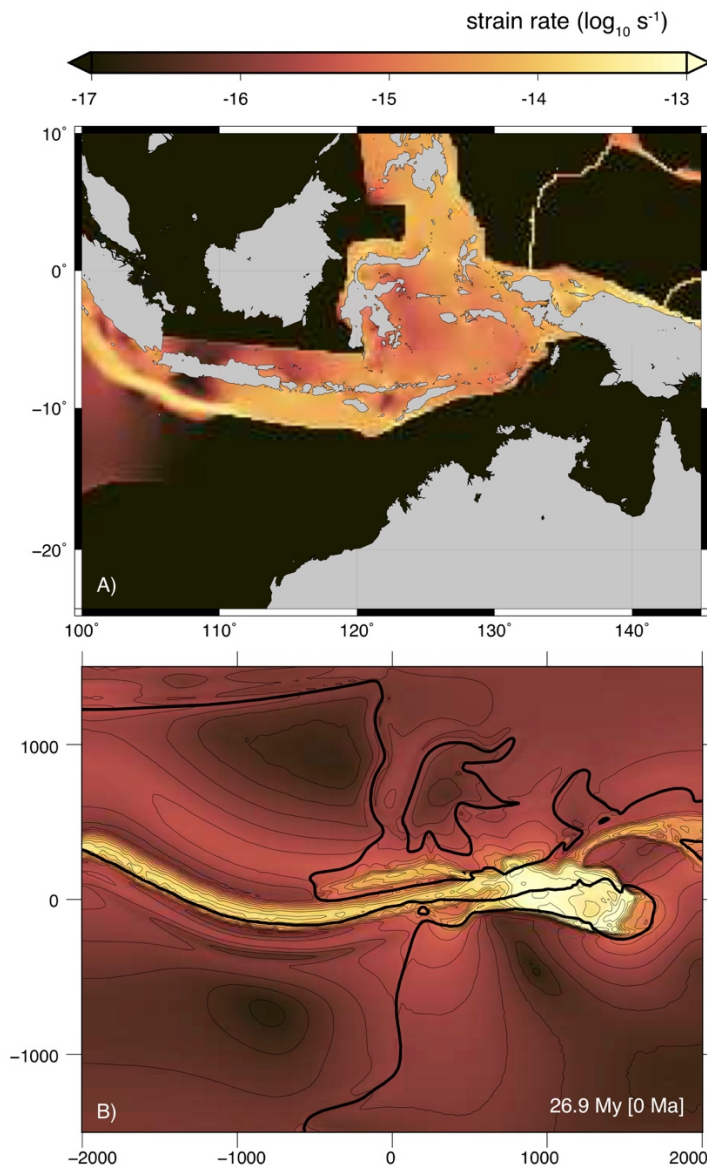 strain rate (log₁₀ s⁻¹)
-17 -16 -15 -14 -13
10°
0°
−10°
−20°
A)
100° 110° 120° 130° 140°
1000
0
−1000
B)
26.9 My [0 Ma]
−2000 −1000 0 1000 2000